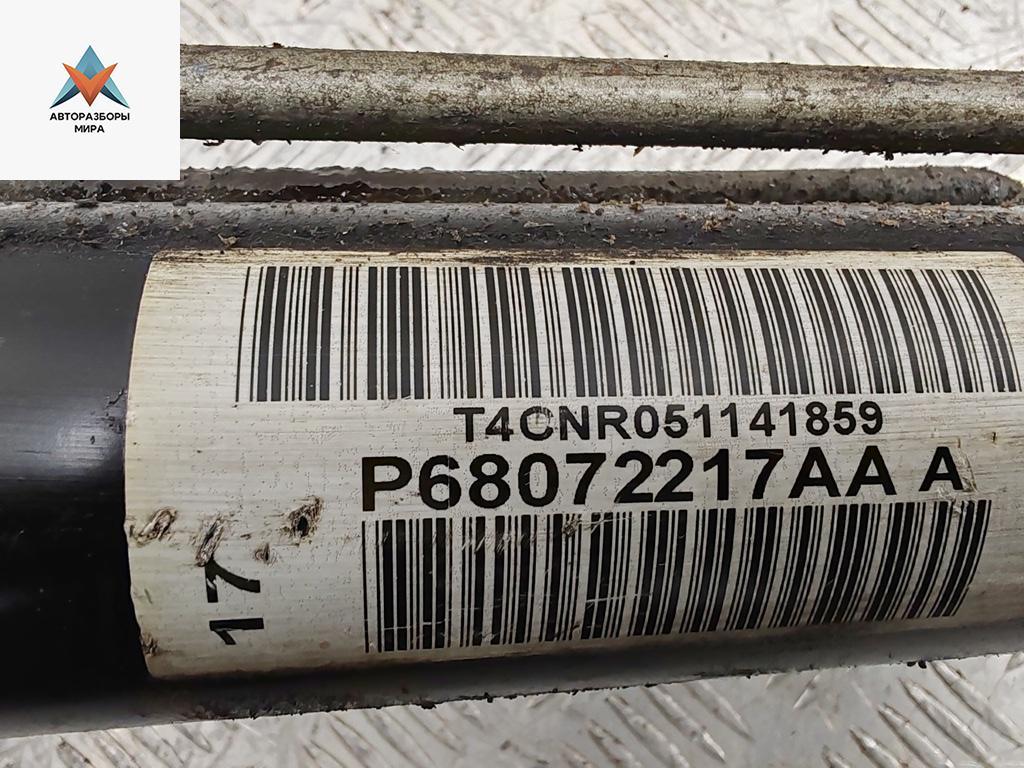 АВТОРАЗБОРЫ
МИРА
T4CNR051141859
P68072217AA A
17